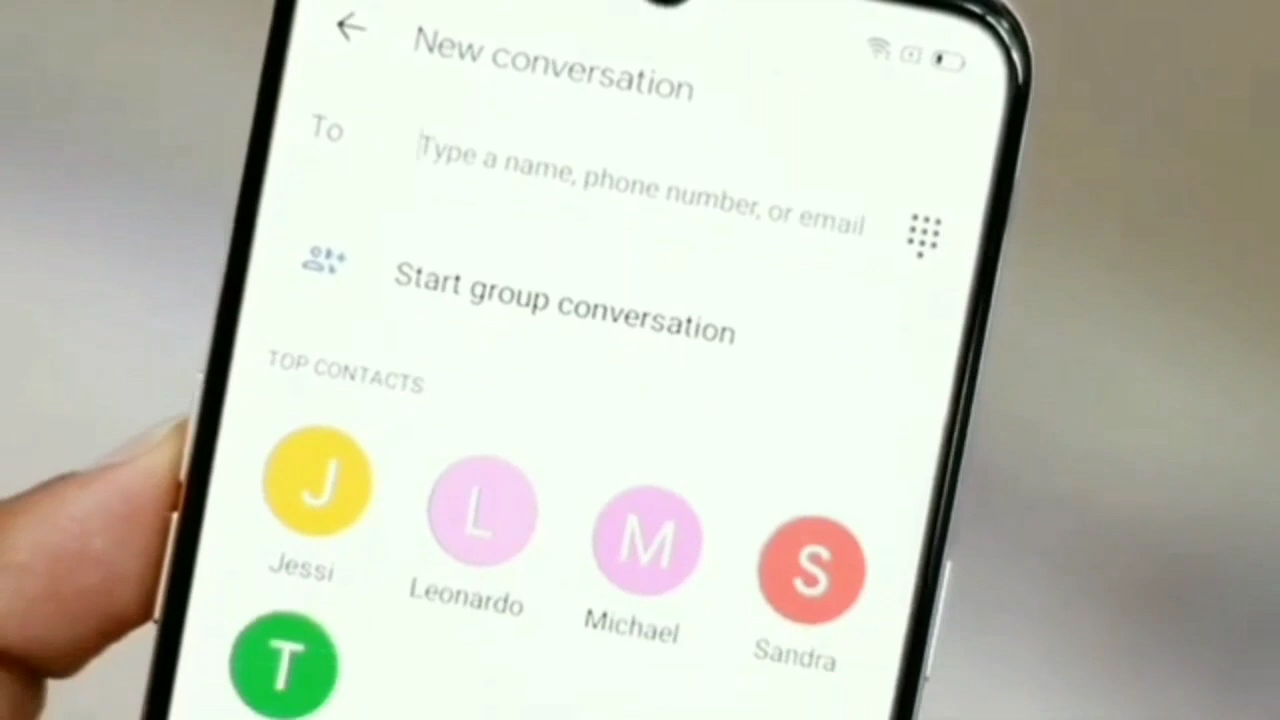 New conversation
To
Type a name, phone number, or email
Start group conversation
TOP CONTACTS
J
L
M
S
Jessi
Leonardo
Michael
Sandra
T